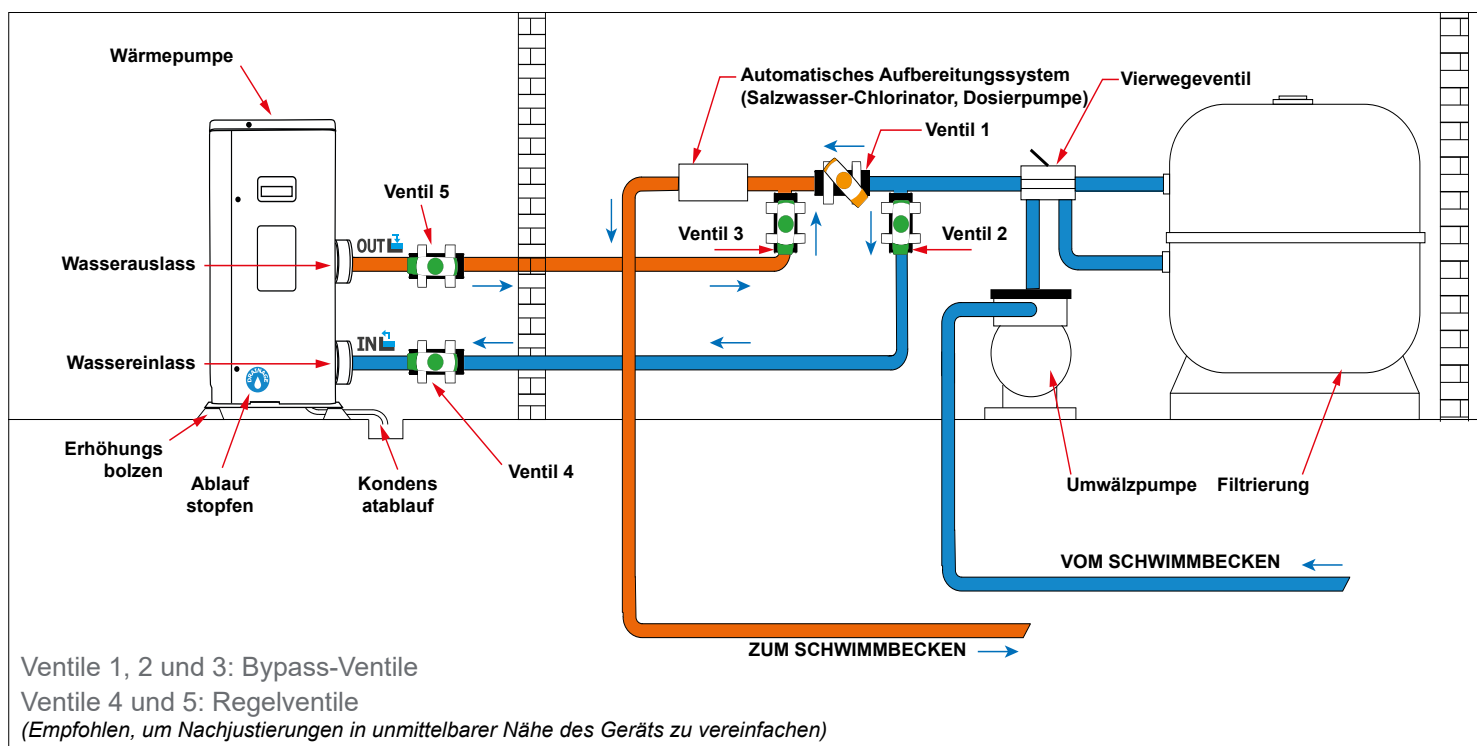 Wärmepumpe
Automatisches Aufbereitungssystem
(Salzwasser-Chlorinator, Dosierpumpe)
Vierwegeventil
Ventil 1
Ventil 5
Ventil 3
Ventil 2
OUT
Wasserauslass
IN
Wassereinlass
Erhöhungs
bolzen
Ablauf
stopfen
Kondens
atablauf
Ventil 4
Umwälzpumpe
Filtrierung
VOM SCHWIMMBECKEN
ZUM SCHWIMMBECKEN
Ventile 1, 2 und 3: Bypass-Ventile
Ventile 4 und 5: Regelventile
(Empfohlen, um Nachjustierungen in unmittelbarer Nähe des Geräts zu vereinfachen)